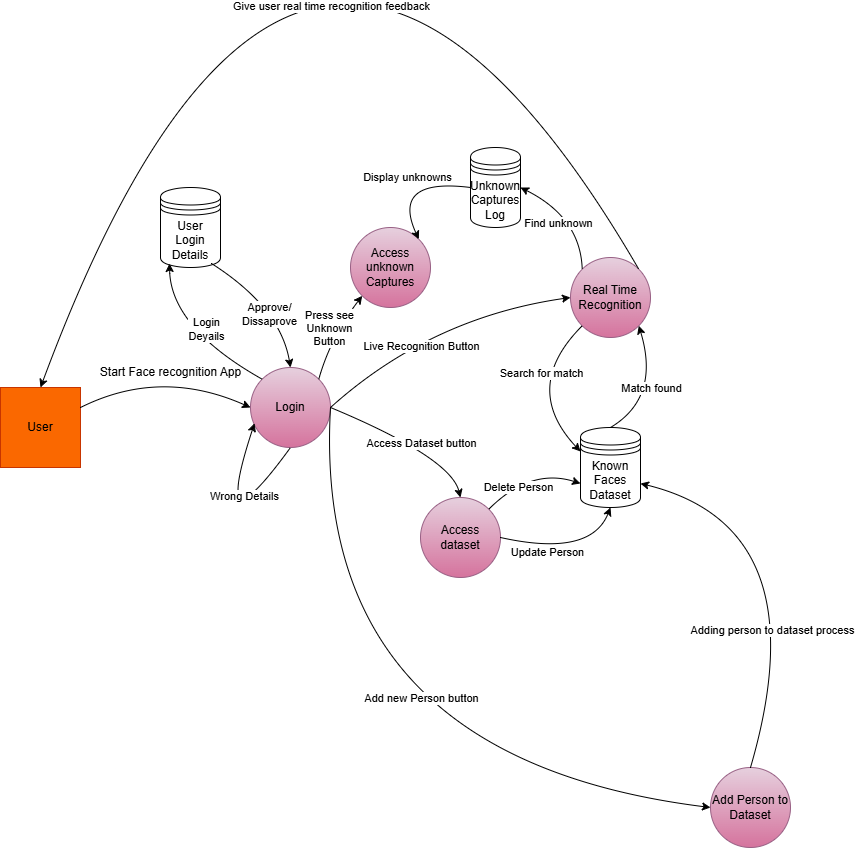 Give user real time recognition feedback
Display unknowns
Unknown
Captures
Log
Find unknown
User
Login
Details
Access
unknown
Captures
Real Time
Recognition
Approve/
Dissaprove
Press see
Unknown
Button
Login
Deyails
Live Recognition Button
Start Face recognition App
Search for match
Match found
User
Login
Access Dataset button
Known
Faces
Dataset
Delete Person
Wrong Details
Access
dataset
Update Person
Adding person to dataset process
Add new Person button
Add Person to
Dataset